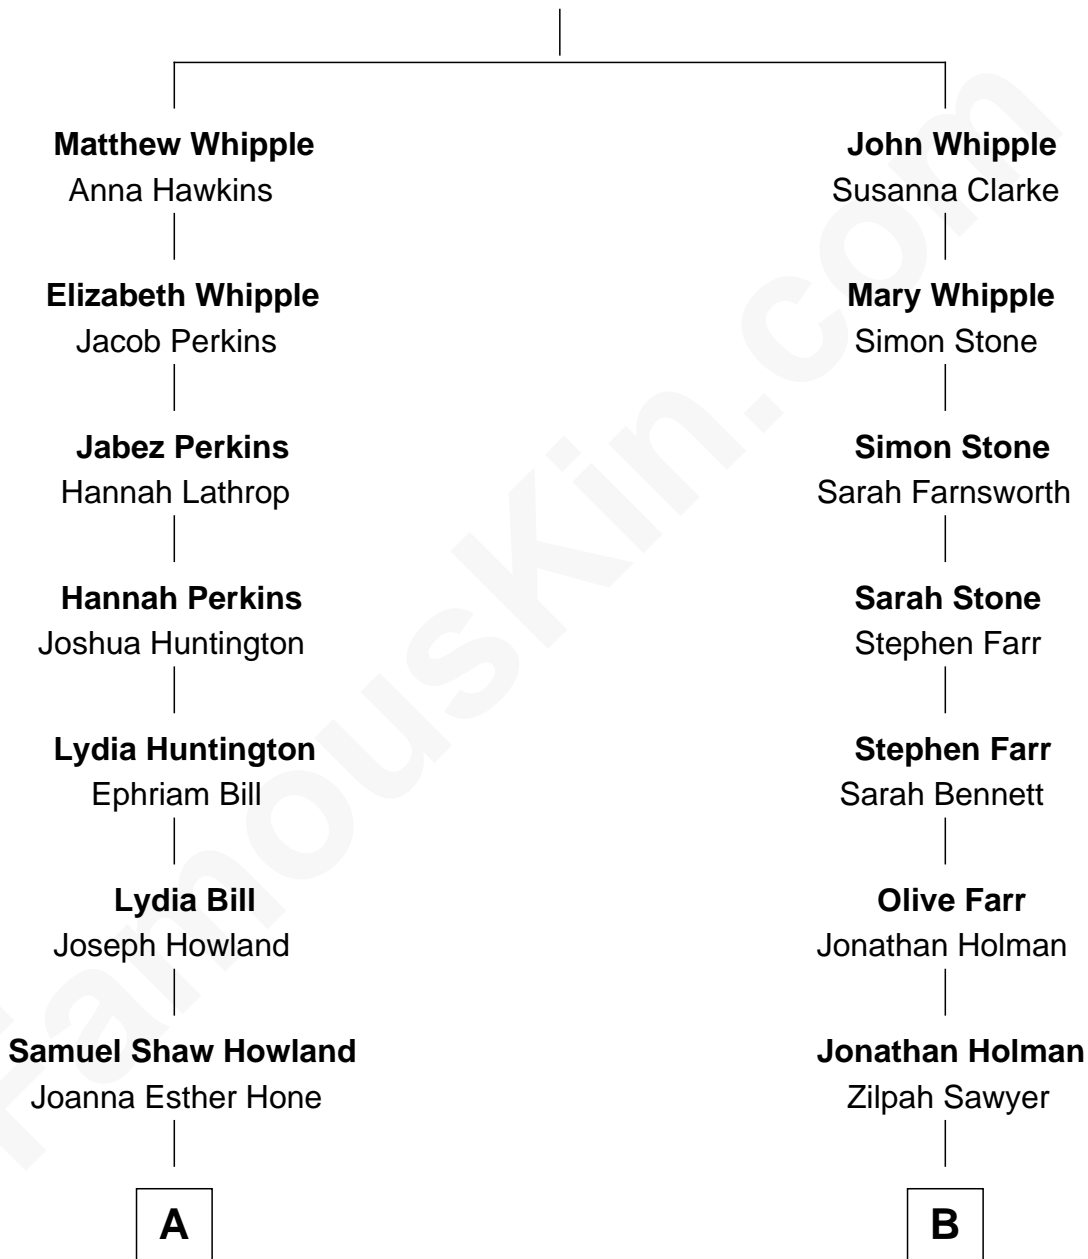 Matthew Whipple
Anna Hawkins
Elizabeth Whipple
Jacob Perkins
Jabez Perkins
Hannah Lathrop
Hannah Perkins
Joshua Huntington
Lydia Huntington
Ephriam Bill
Lydia Bill
Joseph Howland
Samuel Shaw Howland
Joanna Esther Hone
A
John Whipple
Susanna Clarke
Mary Whipple
Simon Stone
Simon Stone
Sarah Farnsworth
Sarah Stone
Stephen Farr
Stephen Farr
Sarah Bennett
Olive Farr
Jonathan Holman
Jonathan Holman
Zilpah Sawyer
B
FamousKin.com